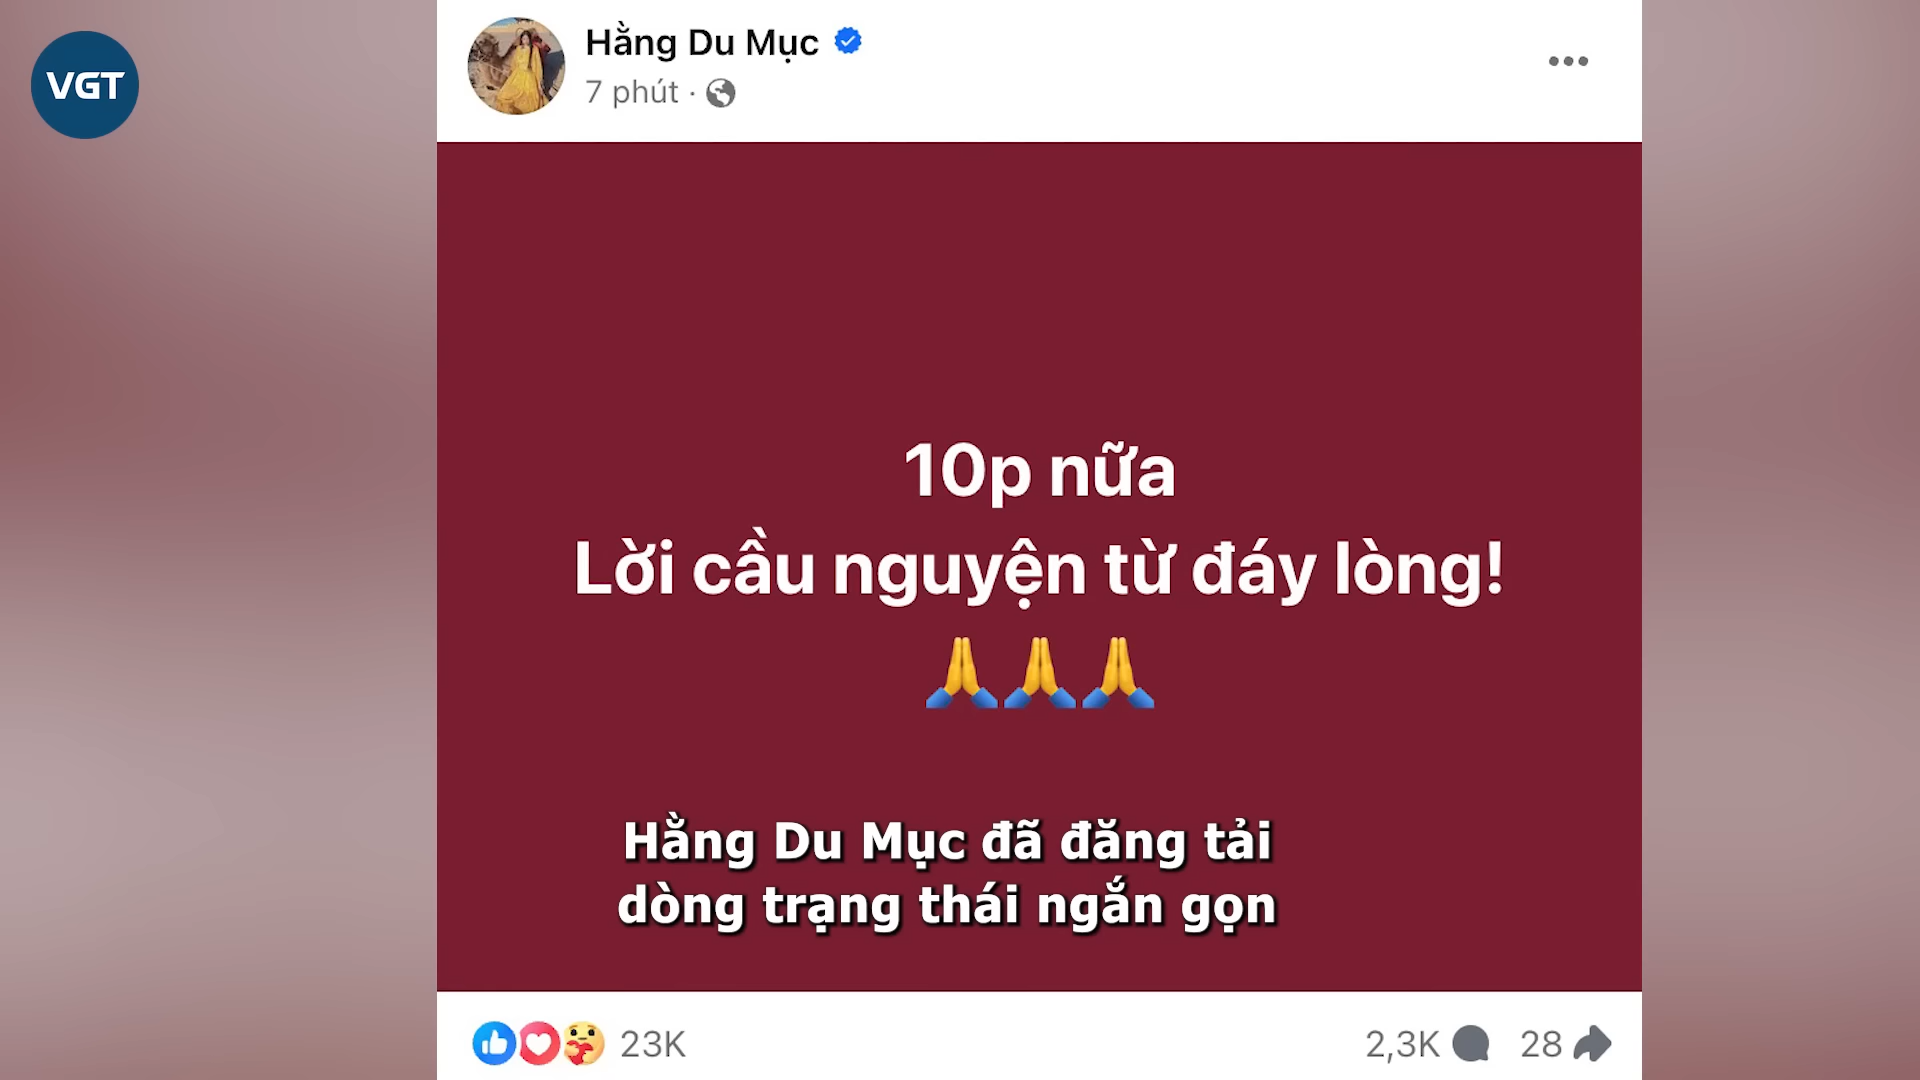 VGT
Hằng Du Mục
7 phút ·
10p nữa
Lời cầu nguyện từ đáy lòng!
🙏🙏🙏
Hằng Du Mục đã đăng tải
dòng trạng thái ngắn gọn
23K
2,3K
28